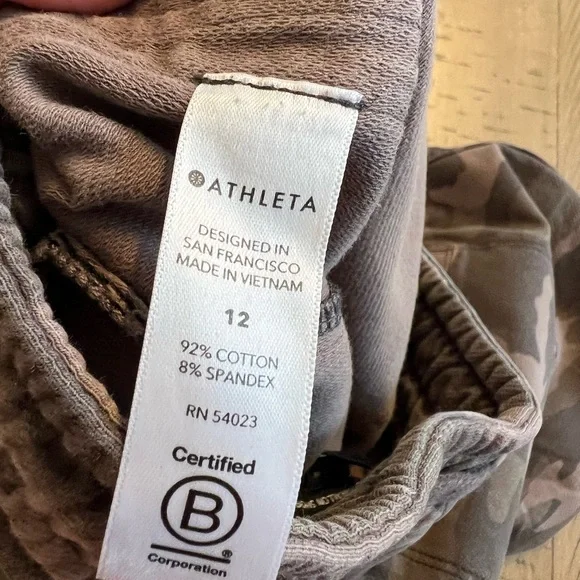 ATHLETA
DESIGNED IN
SAN FRANCISCO
MADE IN VIETNAM
12
92% COTTON
8% SPANDEX
RN 54023
Certified
B
®
Corporation